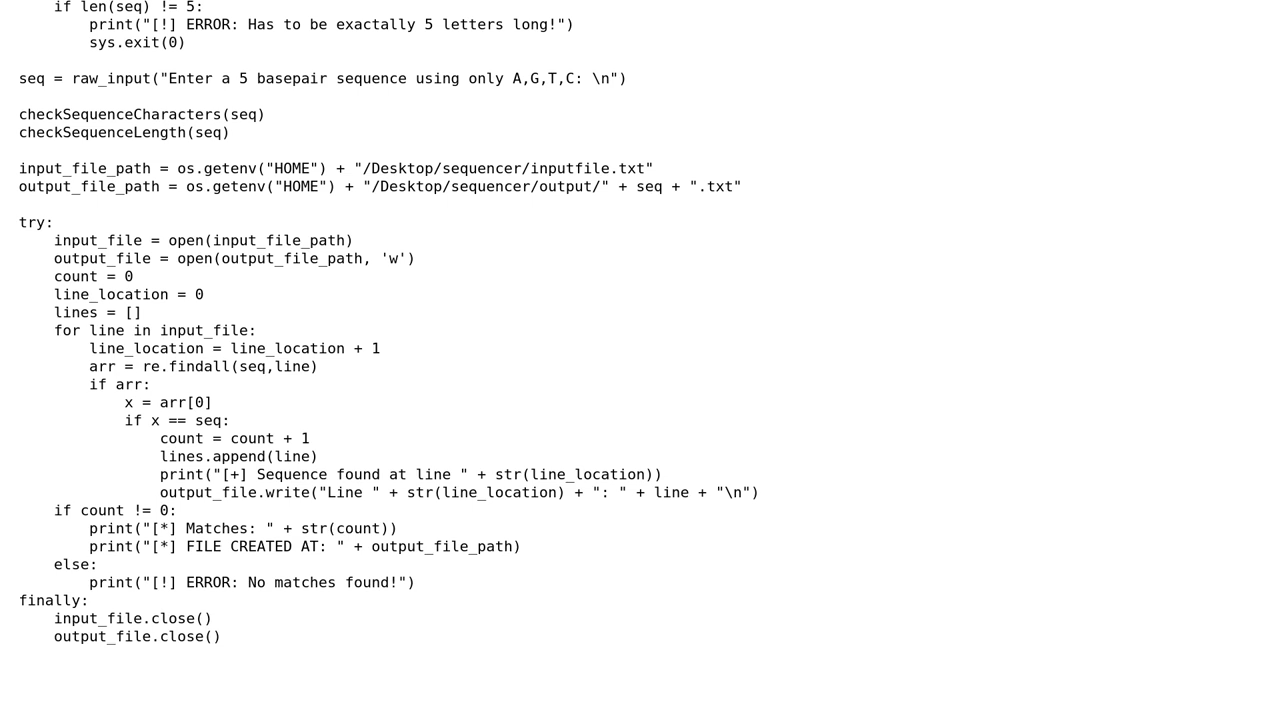 if len(seq) != 5:
        print("[!] ERROR: Has to be exactally 5 letters long!")
        sys.exit(0)

seq = raw_input("Enter a 5 basepair sequence using only A,G,T,C: \n")

checkSequenceCharacters(seq)
checkSequenceLength(seq)

input_file_path = os.getenv("HOME") + "/Desktop/sequencer/inputfile.txt"
output_file_path = os.getenv("HOME") + "/Desktop/sequencer/output/" + seq + ".txt"

try:
    input_file = open(input_file_path)
    output_file = open(output_file_path, 'w')
    count = 0
    line_location = 0
    lines = []
    for line in input_file:
        line_location = line_location + 1
        arr = re.findall(seq,line)
        if arr:
            x = arr[0]
            if x == seq:
                count = count + 1
                lines.append(line)
                print("[+] Sequence found at line " + str(line_location))
                output_file.write("Line " + str(line_location) + ": " + line + "\n")
    if count != 0:
        print("[*] Matches: " + str(count))
        print("[*] FILE CREATED AT: " + output_file_path)
    else:
        print("[!] ERROR: No matches found!")
finally:
    input_file.close()
    output_file.close()